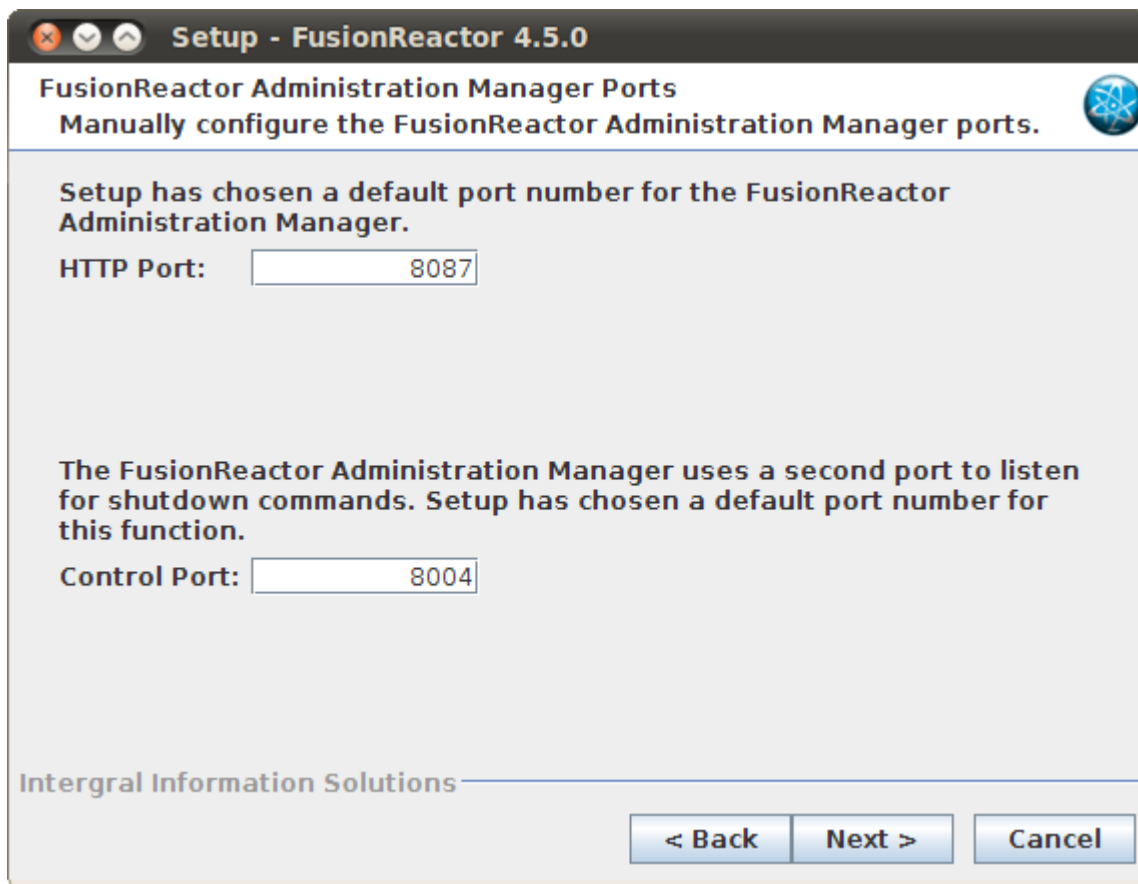 Setup - FusionReactor 4.5.0
FusionReactor Administration Manager Ports
Manually configure the FusionReactor Administration Manager ports.
Setup has chosen a default port number for the FusionReactor
Administration Manager.
HTTP Port: 8087
The FusionReactor Administration Manager uses a second port to listen
for shutdown commands. Setup has chosen a default port number for
this function.
Control Port: 8004
Intergral Information Solutions
< Back Next > Cancel